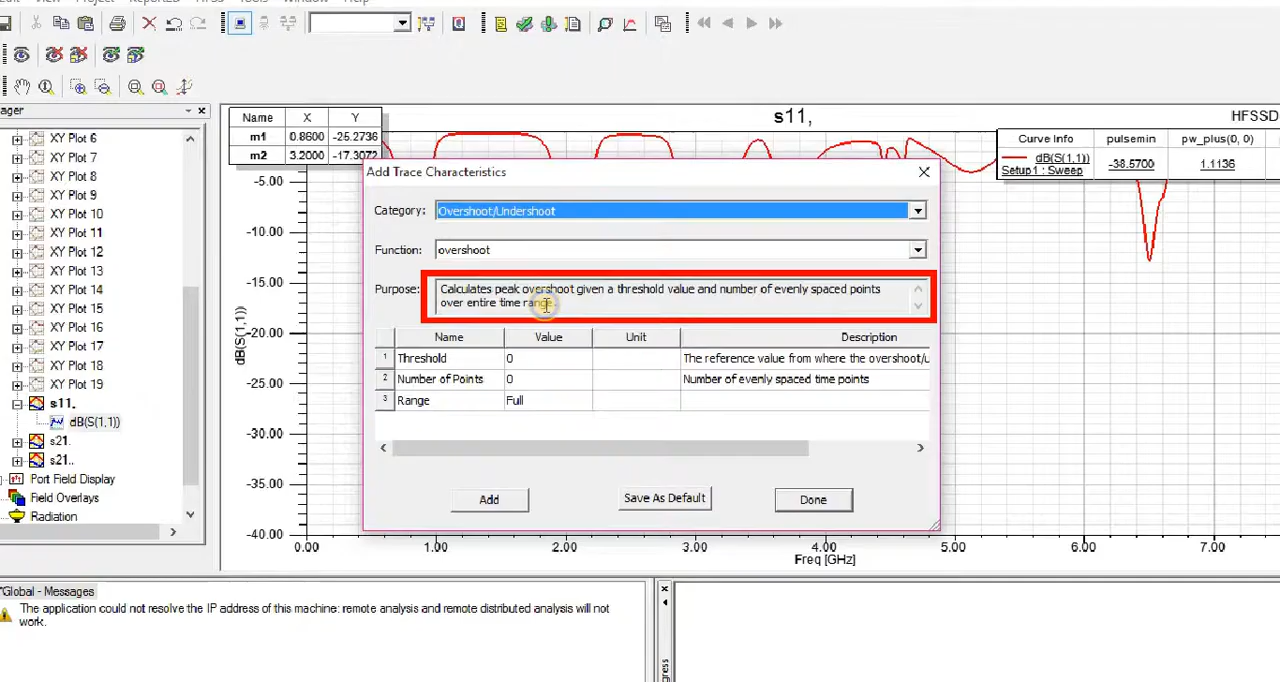 Window
ager
XY Plot 6
XY Plot 7
XY Plot 8
XY Plot 9
XY Plot 10
XY Plot 11
XY Plot 12
XY Plot 13
XY Plot 14
XY Plot 15
XY Plot 16
XY Plot 17
XY Plot 18
XY Plot 19
s11,
dB(S(1,1))
s21.
s21..
Port Field Display
Field Overlays
Radiation
s11,
HFSSD
Name X Y
m1 0.8600 -25.2736
m2 3.2000 -17.3072
Curve Info pulsemin pw_plus(0, 0)
dB(S(1,1))
Setup1 : Sweep
-38.5700 1.1136
-5.00
-10.00
-15.00
-20.00
-25.00
-30.00
-35.00
-40.00
dB(S(1,1))
0.00 1.00 2.00 3.00 4.00 5.00 6.00 7.00
Freq [GHz]
Add Trace Characteristics
Category: Overshoot/Undershoot
Function: overshoot
Purpose: Calculates peak overshoot given a threshold value and number of evenly spaced points
over entire time range.
Name Value Unit Description
1 Threshold 0 The reference value from where the overshoot/u
2 Number of Points 0 Number of evenly spaced time points
3 Range Full
Add Save As Default Done
*Global - Messages
The application could not resolve the IP address of this machine: remote analysis and remote distributed analysis will not
work.
gress